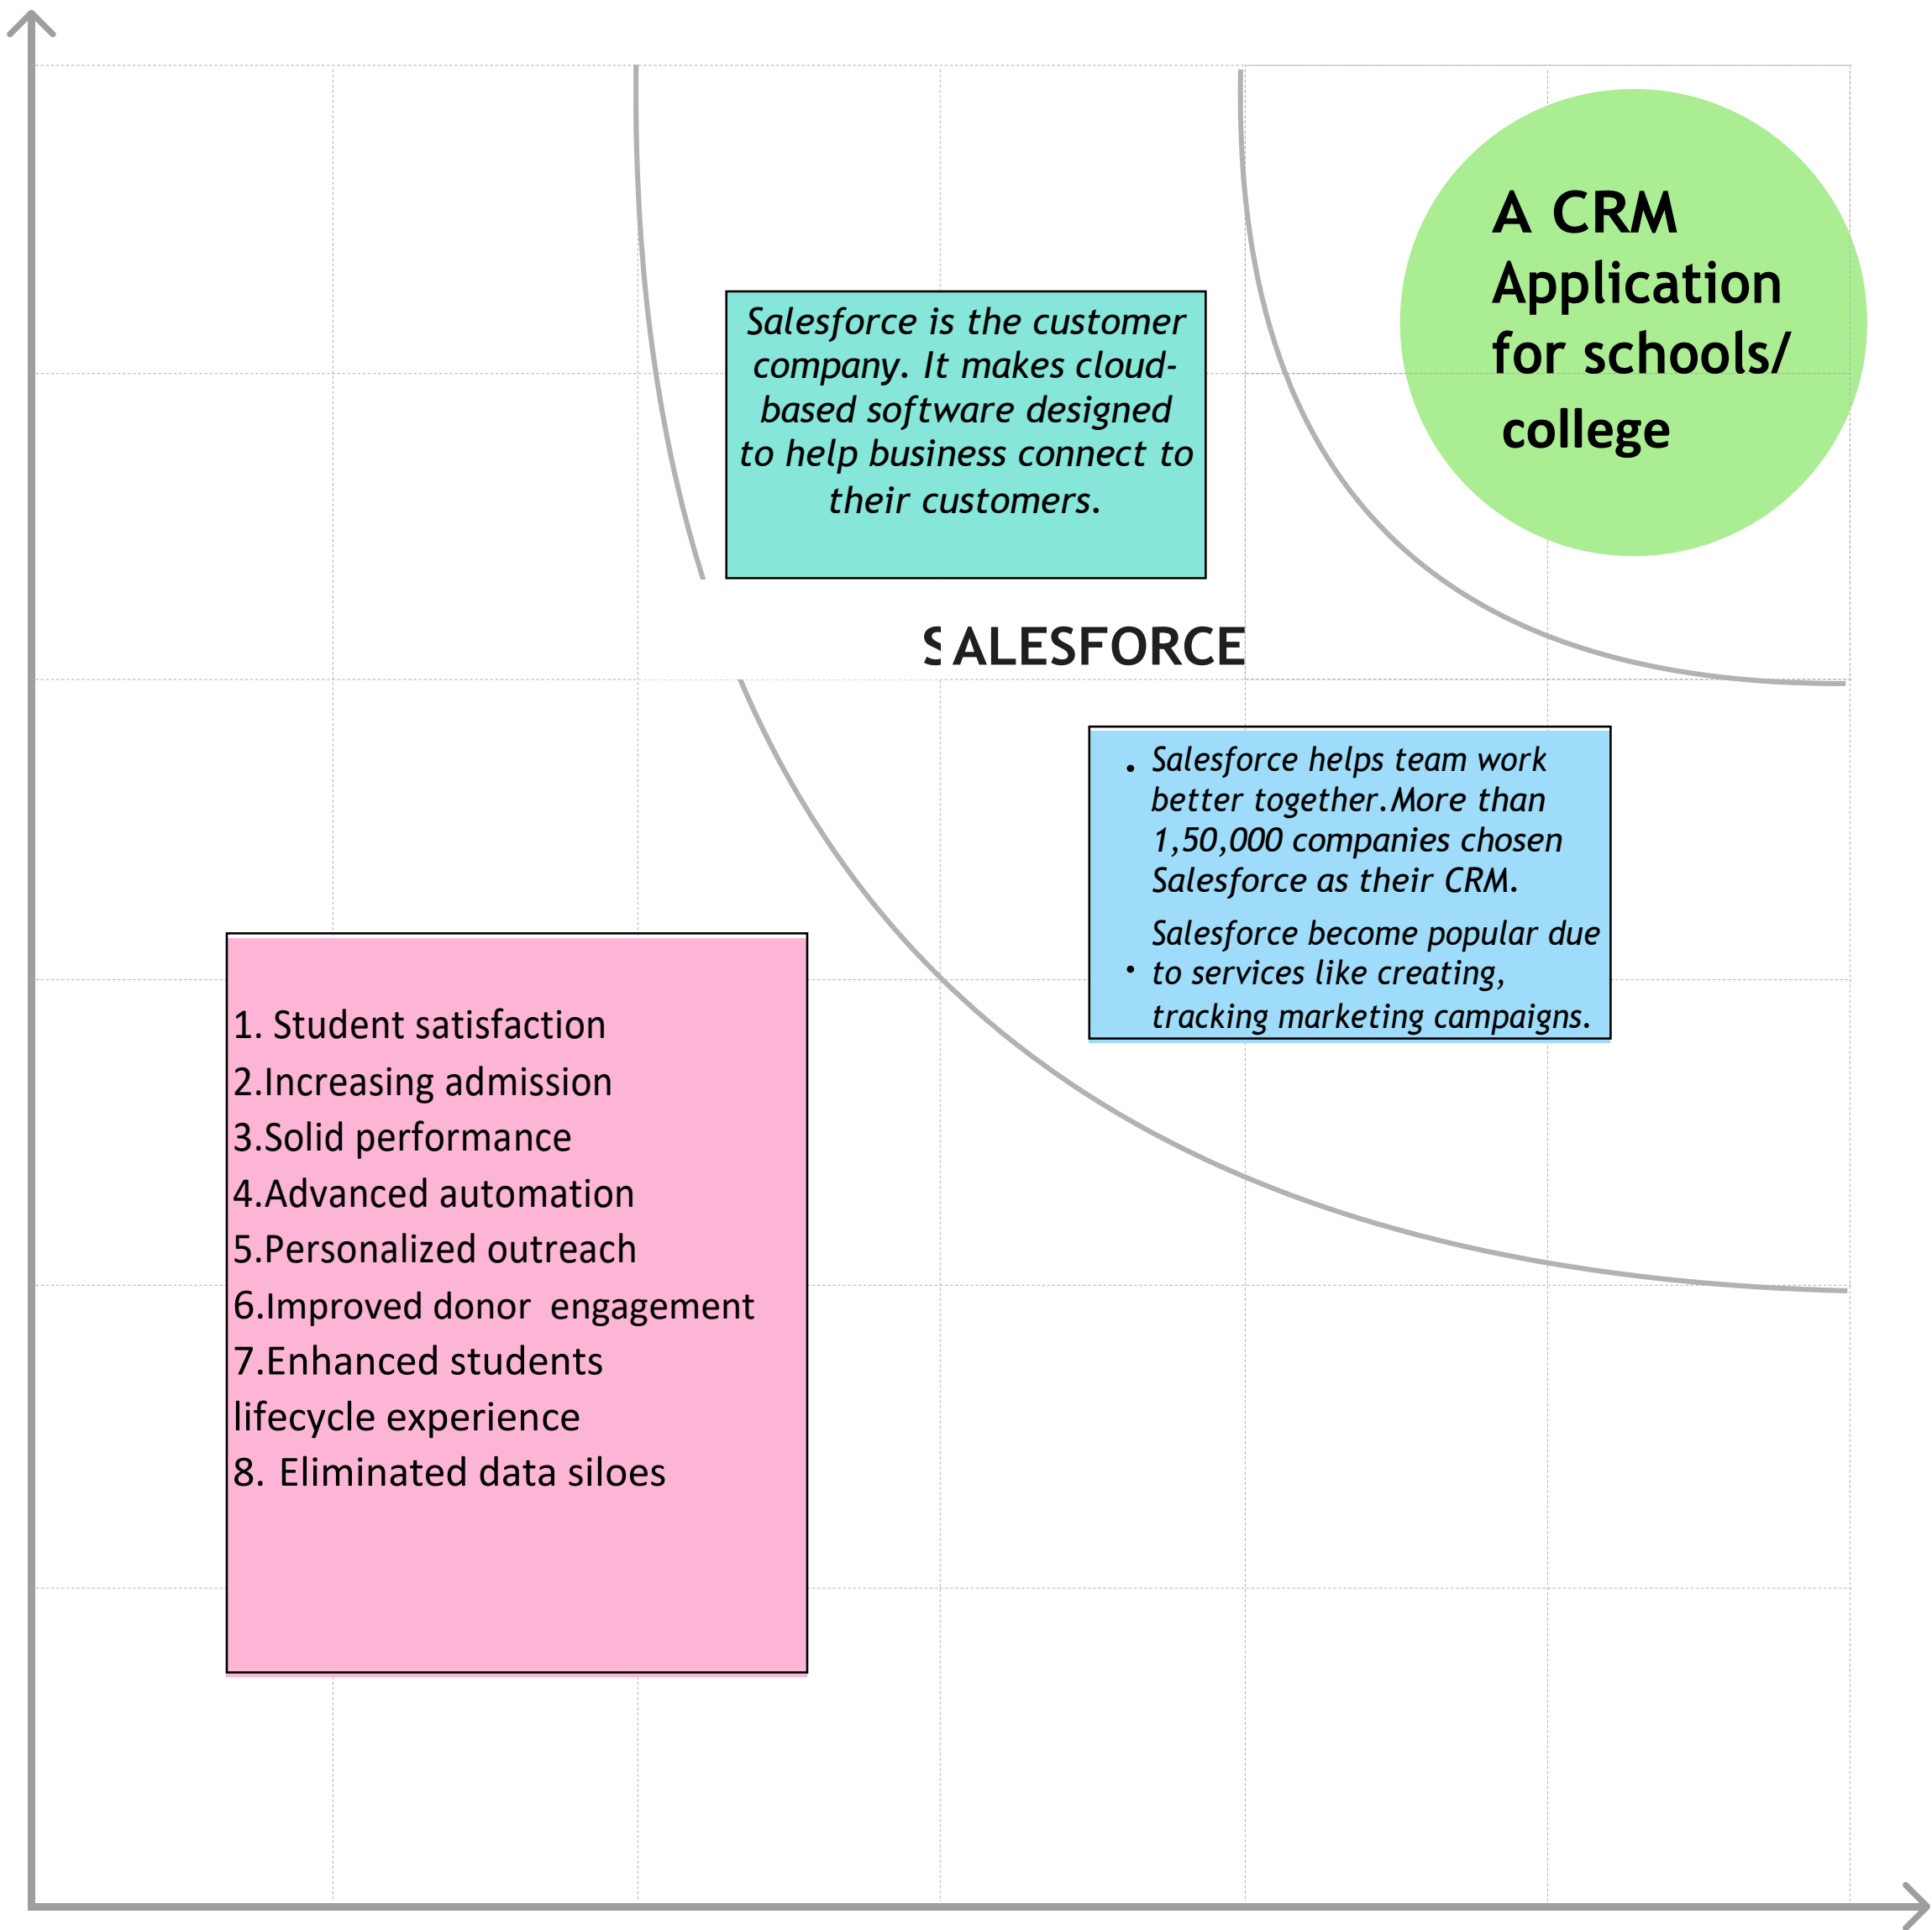 A CRM
Application
for schools/
college
Salesforce is the customer
company. It makes cloud-
based software designed
to help business connect to
their customers.
SALESFORCE
• Salesforce helps team work
better together.More than
1,50,000 companies chosen
Salesforce as their CRM.
Salesforce become popular due
• to services like creating,
tracking marketing campaigns.
1. Student satisfaction
2.Increasing admission
3.Solid performance
4.Advanced automation
5.Personalized outreach
6.Improved donor  engagement
7.Enhanced students
lifecycle experience
8. Eliminated data siloes